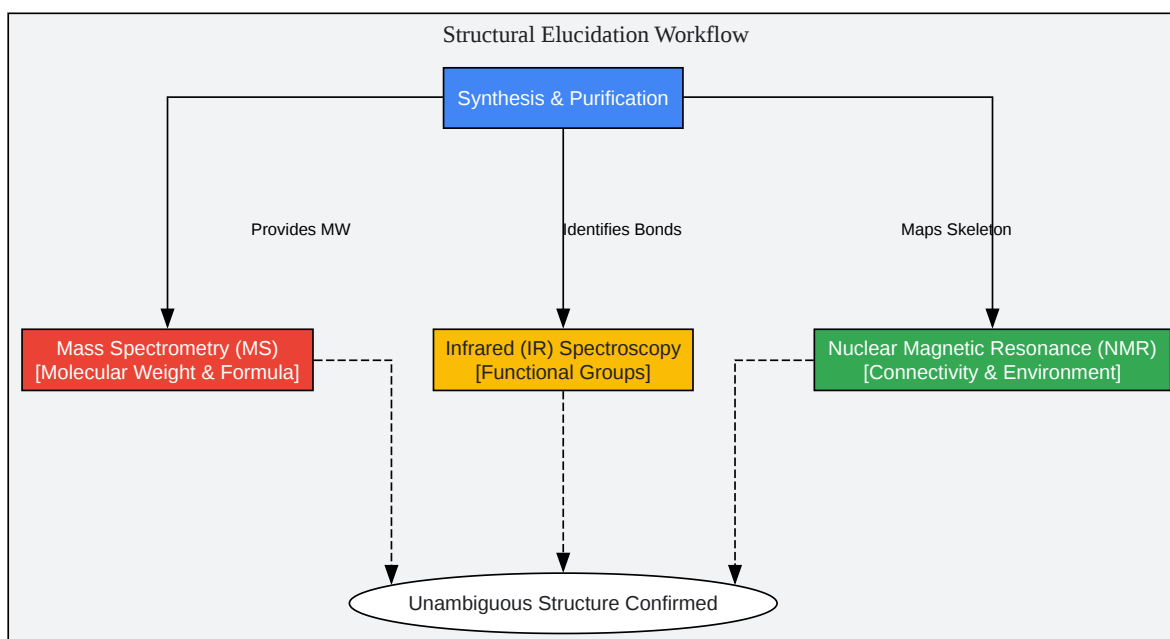 Structural Elucidation Workflow
Synthesis & Purification
Provides MW
Identifies Bonds
Maps Skeleton
Mass Spectrometry (MS)
[Molecular Weight & Formula]
Infrared (IR) Spectroscopy
[Functional Groups]
Nuclear Magnetic Resonance (NMR)
[Connectivity & Environment]
Unambiguous Structure Confirmed